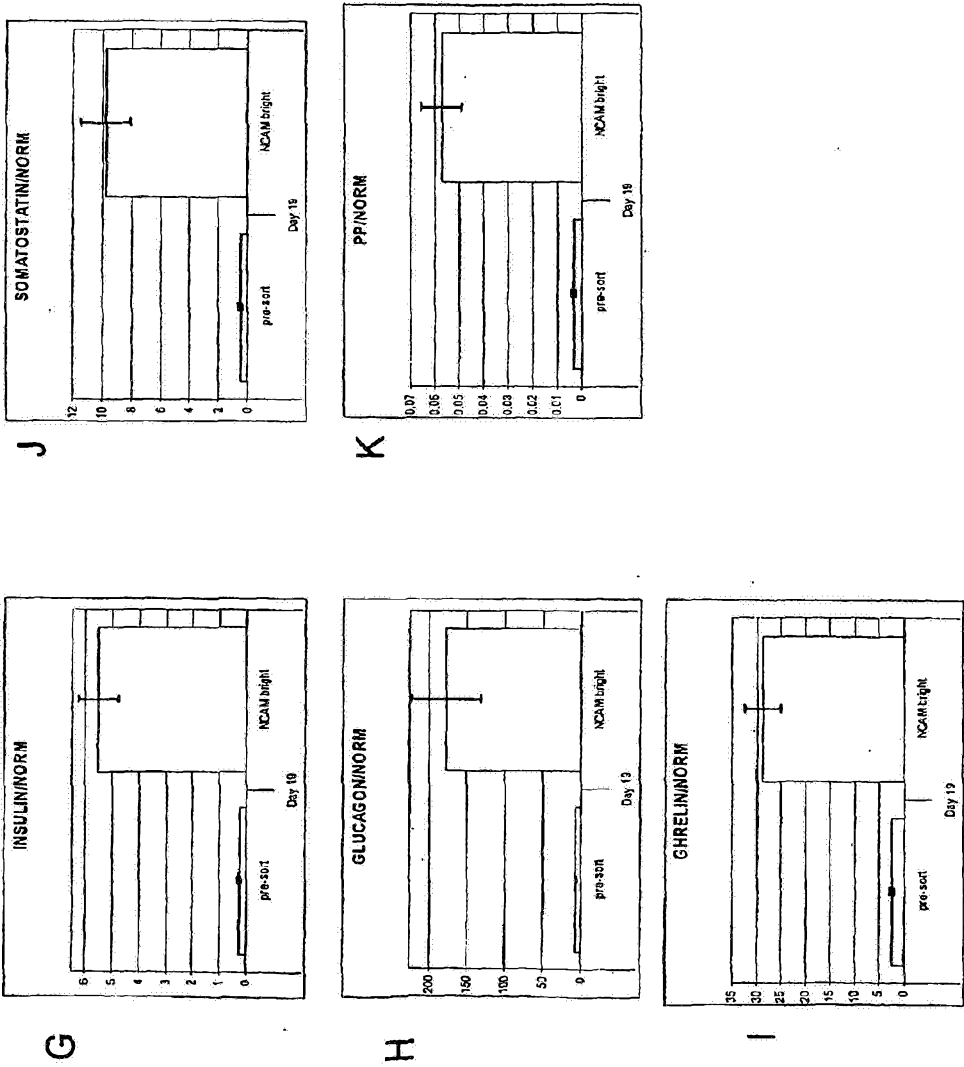 G
INSULIN/NORM
6
5
4
3
2
1
0
pre-sort
NCAM bright
Day 19
H
GLUCAGON/NORM
200
150
100
50
0
pre-sort
NCAM bright
Day 19
I
GHRELIN/NORM
35
30
25
20
15
10
5
0
pre-sort
NCAM bright
Day 19
J
SOMATOSTATIN/NORM
12
10
8
6
4
2
0
pre-sort
NCAM bright
Day 19
K
PP/NORM
0.07
0.06
0.05
0.04
0.03
0.02
0.01
0
pre-sort
NCAM bright
Day 19